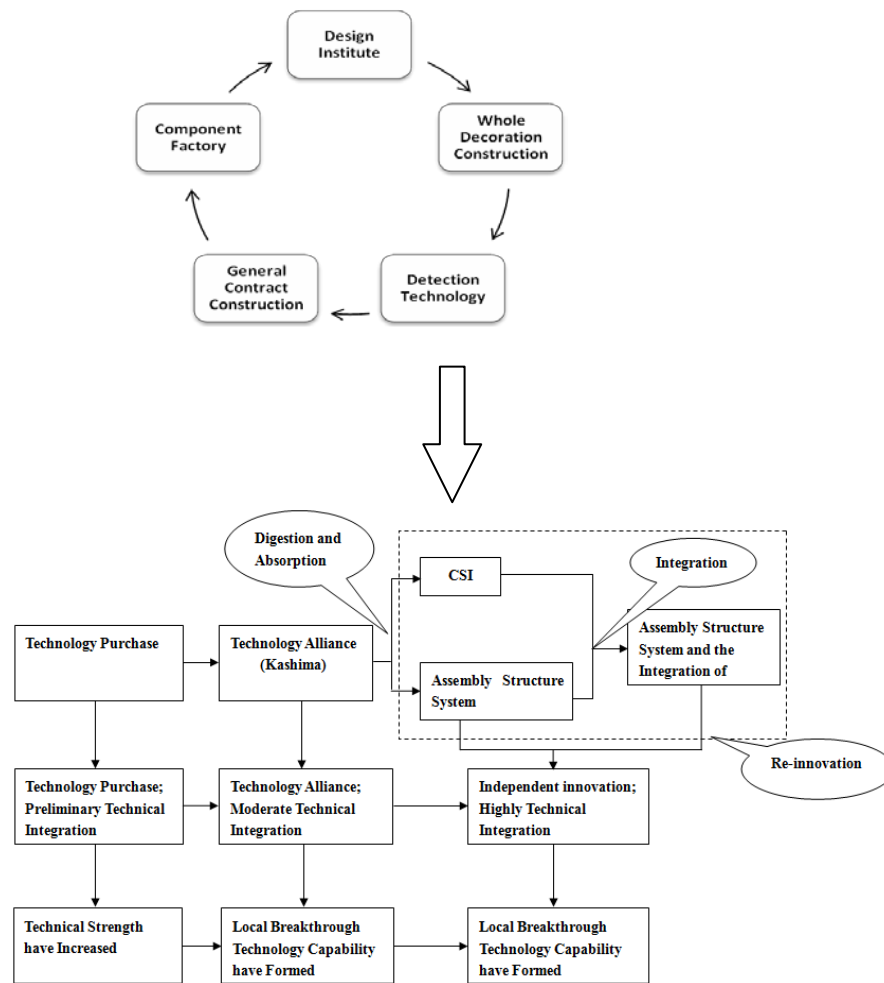 Design
Institute
Component
Factory
Whole
Decoration
Construction
General
Contract
Construction
Detection
Technology
Digestion and
Absorption
CSI
Integration
Technology Purchase
Technology Alliance
(Kashima)
Assembly Structure
System
Assembly Structure
System and the
Integration of
Re-innovation
Technology Purchase;
Preliminary Technical
Integration
Technology Alliance;
Moderate Technical
Integration
Independent innovation;
Highly Technical
Integration
Technical Strength
have Increased
Local Breakthrough
Technology Capability
have Formed
Local Breakthrough
Technology Capability
have Formed